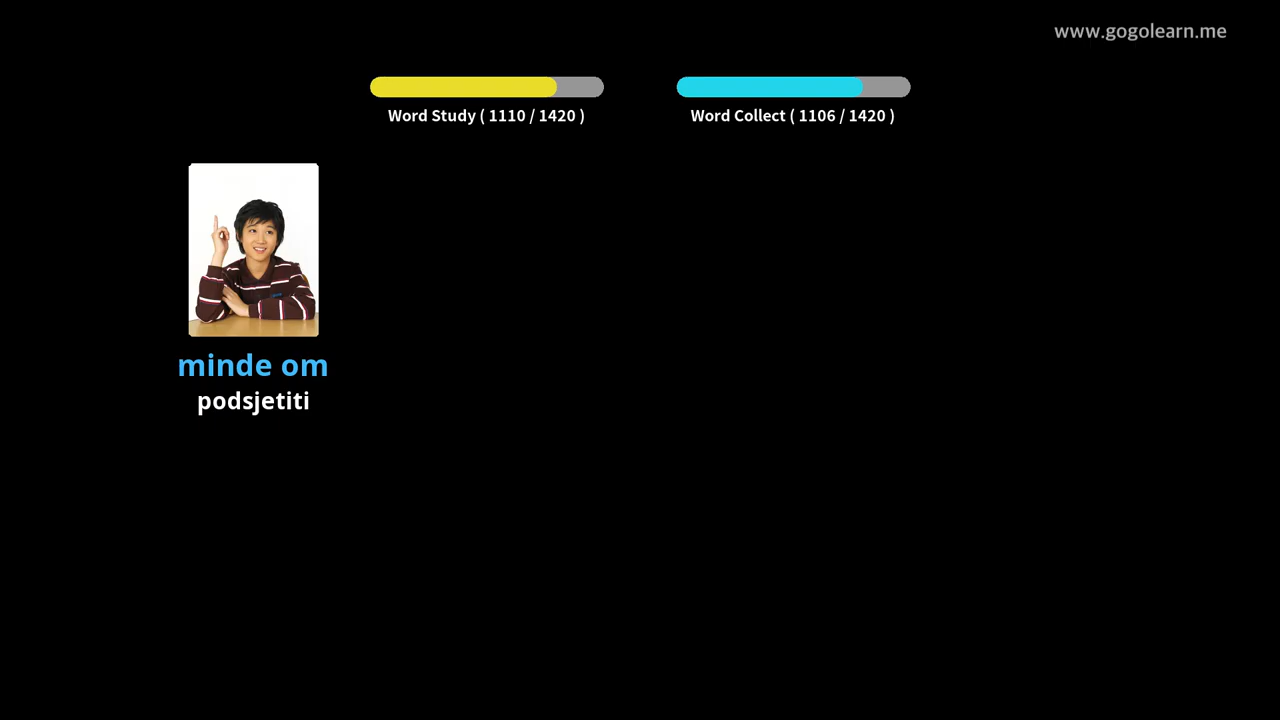 www.gogolearn.me
Word Study ( 1110 / 1420 )
Word Collect ( 1106 / 1420 )
minde om
podsjetiti